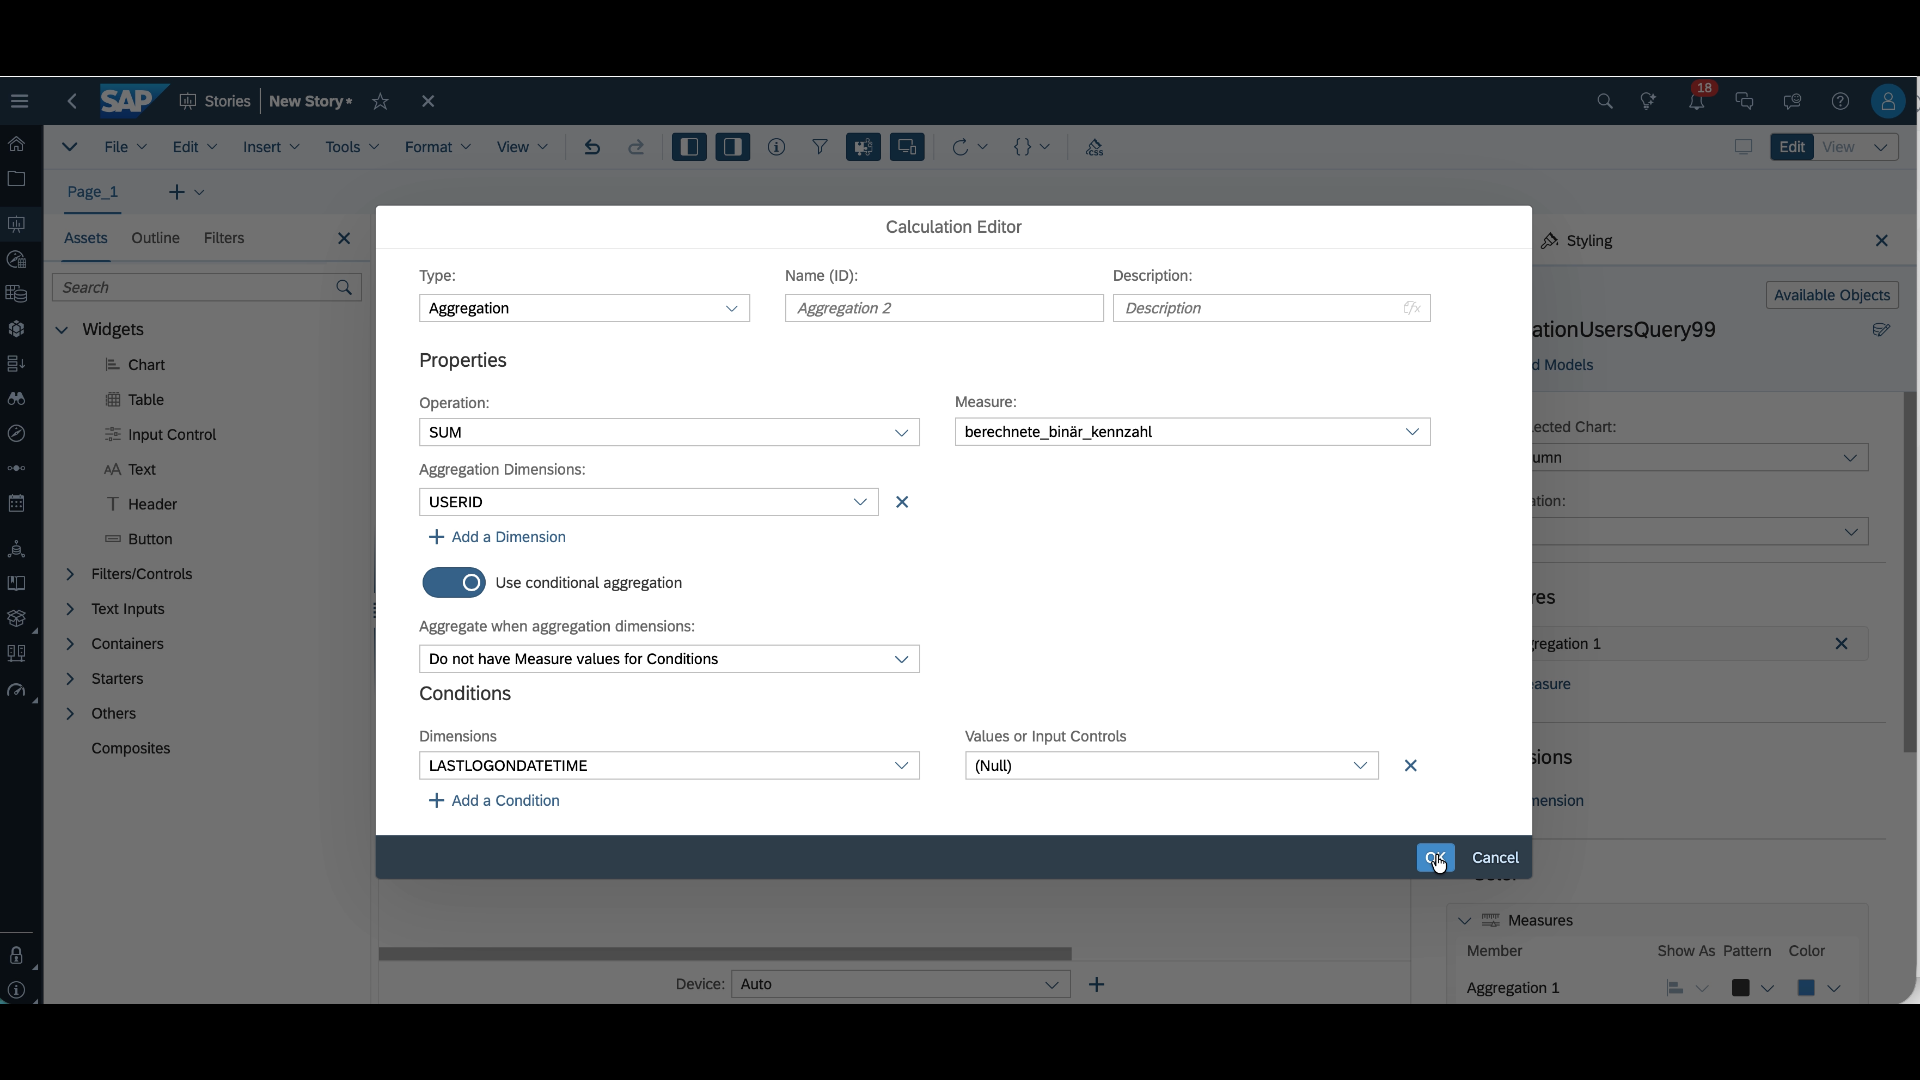 SAP Stories New Story* 18
File Edit Insert Tools Format View {} CSS Edit View
Page_1
Assets Outline Filters
Search
Widgets
Chart
Table
Input Control
AA Text
Header
Button
Filters/Controls
Text Inputs
Containers
Starters
Others
Composites
Calculation Editor
Type: Name (ID): Description:
Aggregation Aggregation 2 Description
Properties
Operation: Measure:
SUM berechnete_binär_kennzahl
Aggregation Dimensions:
USERID
+ Add a Dimension
Use conditional aggregation
Aggregate when aggregation dimensions:
Do not have Measure values for Conditions
Conditions
Dimensions Values or Input Controls
LASTLOGONDATETIME (Null)
+ Add a Condition
OK Cancel
Device: Auto
Styling
Available Objects
ationUsersQuery99
d Models
ected Chart:
umn
ation:
res
regation 1
easure
sions
mension
Color
Measures
Member Show As Pattern Color
Aggregation 1